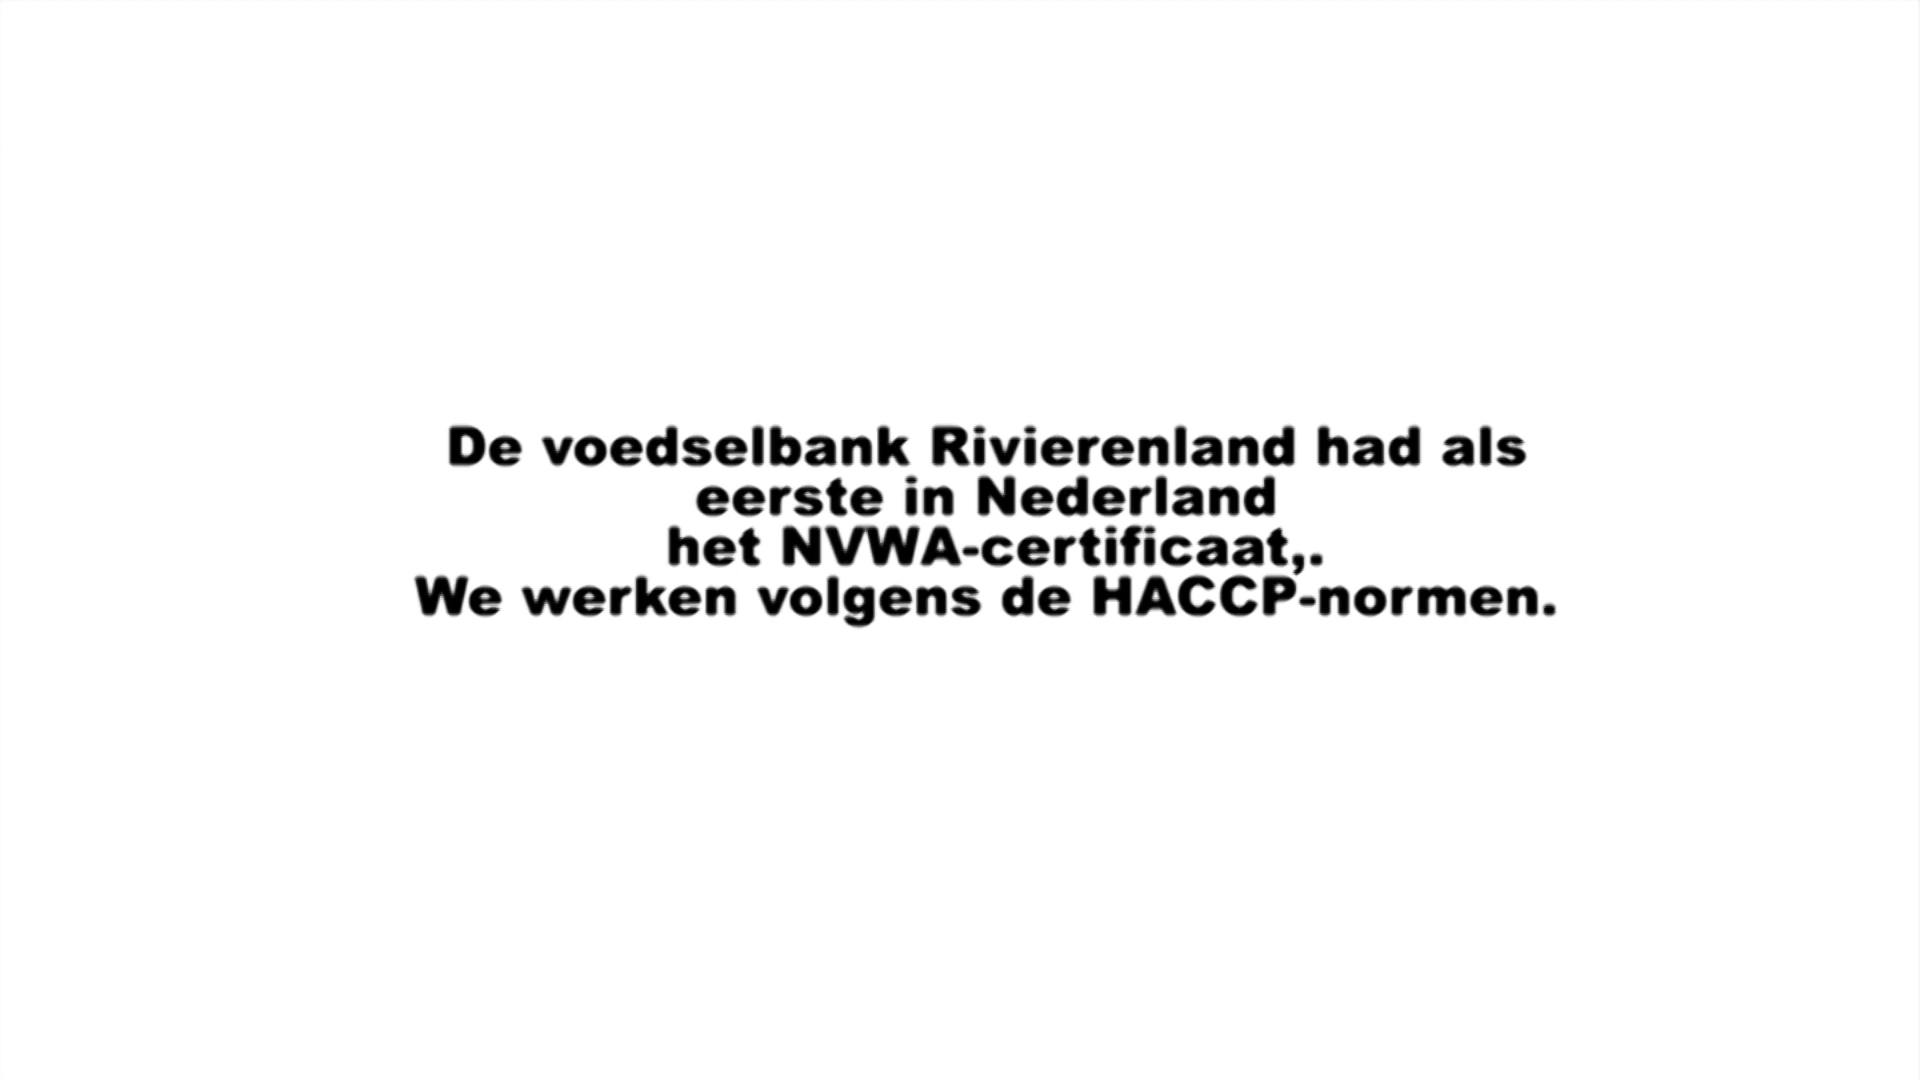 De voedselbank Rivierenland had als
eerste in Nederland
het NVWA-certificaat,.
We werken volgens de HACCP-normen.